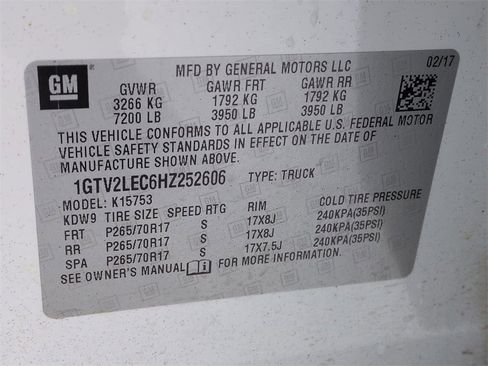 GM
MFD BY GENERAL MOTORS LLC 02/17
GVWR GAWR FRT GAWR RR
3266 KG 1792 KG 1792 KG
7200 LB 3950 LB 3950 LB
THIS VEHICLE CONFORMS TO ALL APPLICABLE U.S. FEDERAL MOTOR
VEHICLE SAFETY STANDARDS IN EFFECT ON THE DATE OF
MANUFACTURE SHOWN ABOVE.
1GTV2LEC6HZ252606 TYPE: TRUCK
MODEL: K15753
KDW9 TIRE SIZE SPEED RTG RIM COLD TIRE PRESSURE
FRT P265/70R17 S 17X8J 240KPA(35PSI)
RR P265/70R17 S 17X8J 240KPA(35PSI)
SPA P265/70R17 S 17X7.5J 240KPA(35PSI)
SEE OWNER'S MANUAL FOR MORE INFORMATION.